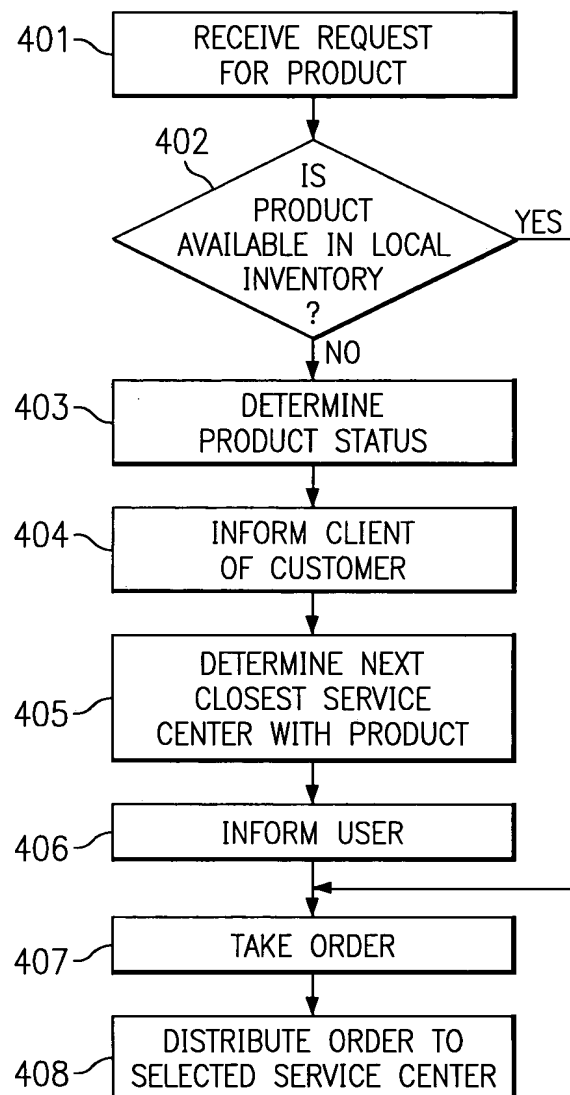 401
RECEIVE REQUEST
FOR PRODUCT
402
IS
PRODUCT
AVAILABLE IN LOCAL
INVENTORY
?
YES
NO
403
DETERMINE
PRODUCT STATUS
404
INFORM CLIENT
OF CUSTOMER
405
DETERMINE NEXT
CLOSEST SERVICE
CENTER WITH PRODUCT
406
INFORM USER
407
TAKE ORDER
408
DISTRIBUTE ORDER TO
SELECTED SERVICE CENTER